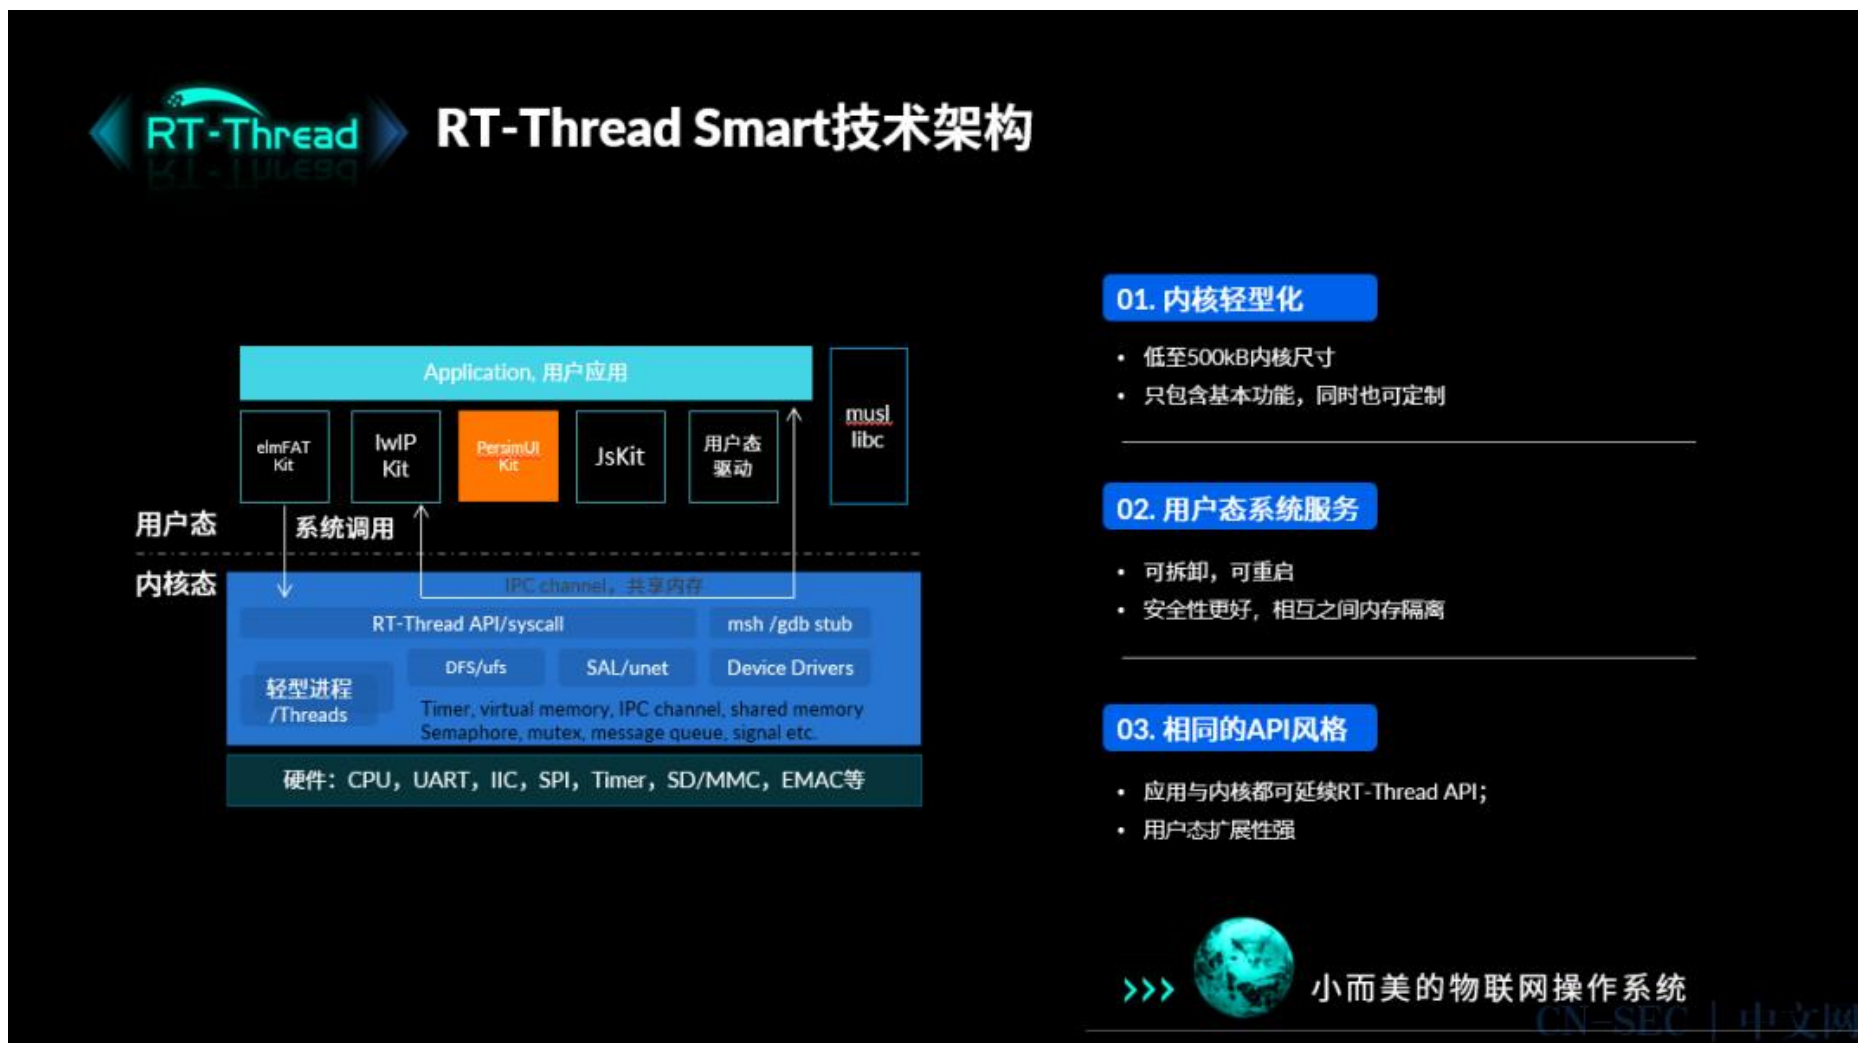 RT-Thread
RT-Thread Smart技术架构
Application, 用户应用
elmFAT
Kit
lwIP
Kit
PersimUI
Kit
JsKit
用户态
驱动
musl
libc
用户态
系统调用
内核态
IPC channel，共享内存
RT-Thread API/syscall
msh /gdb stub
DFS/ufs
SAL/unet
Device Drivers
轻型进程
/Threads
Timer, virtual memory, IPC channel, shared memory
Semaphore, mutex, message queue, signal etc.
硬件：CPU，UART，IIC，SPI，Timer，SD/MMC，EMAC等
01. 内核轻型化
• 低至500kB内核尺寸
• 只包含基本功能，同时也可定制
02. 用户态系统服务
• 可拆卸，可重启
• 安全性更好，相互之间内存隔离
03. 相同的API风格
• 应用与内核都可延续RT-Thread API；
• 用户态扩展性强
>>>
小而美的物联网操作系统
CN-SEC | 中文网